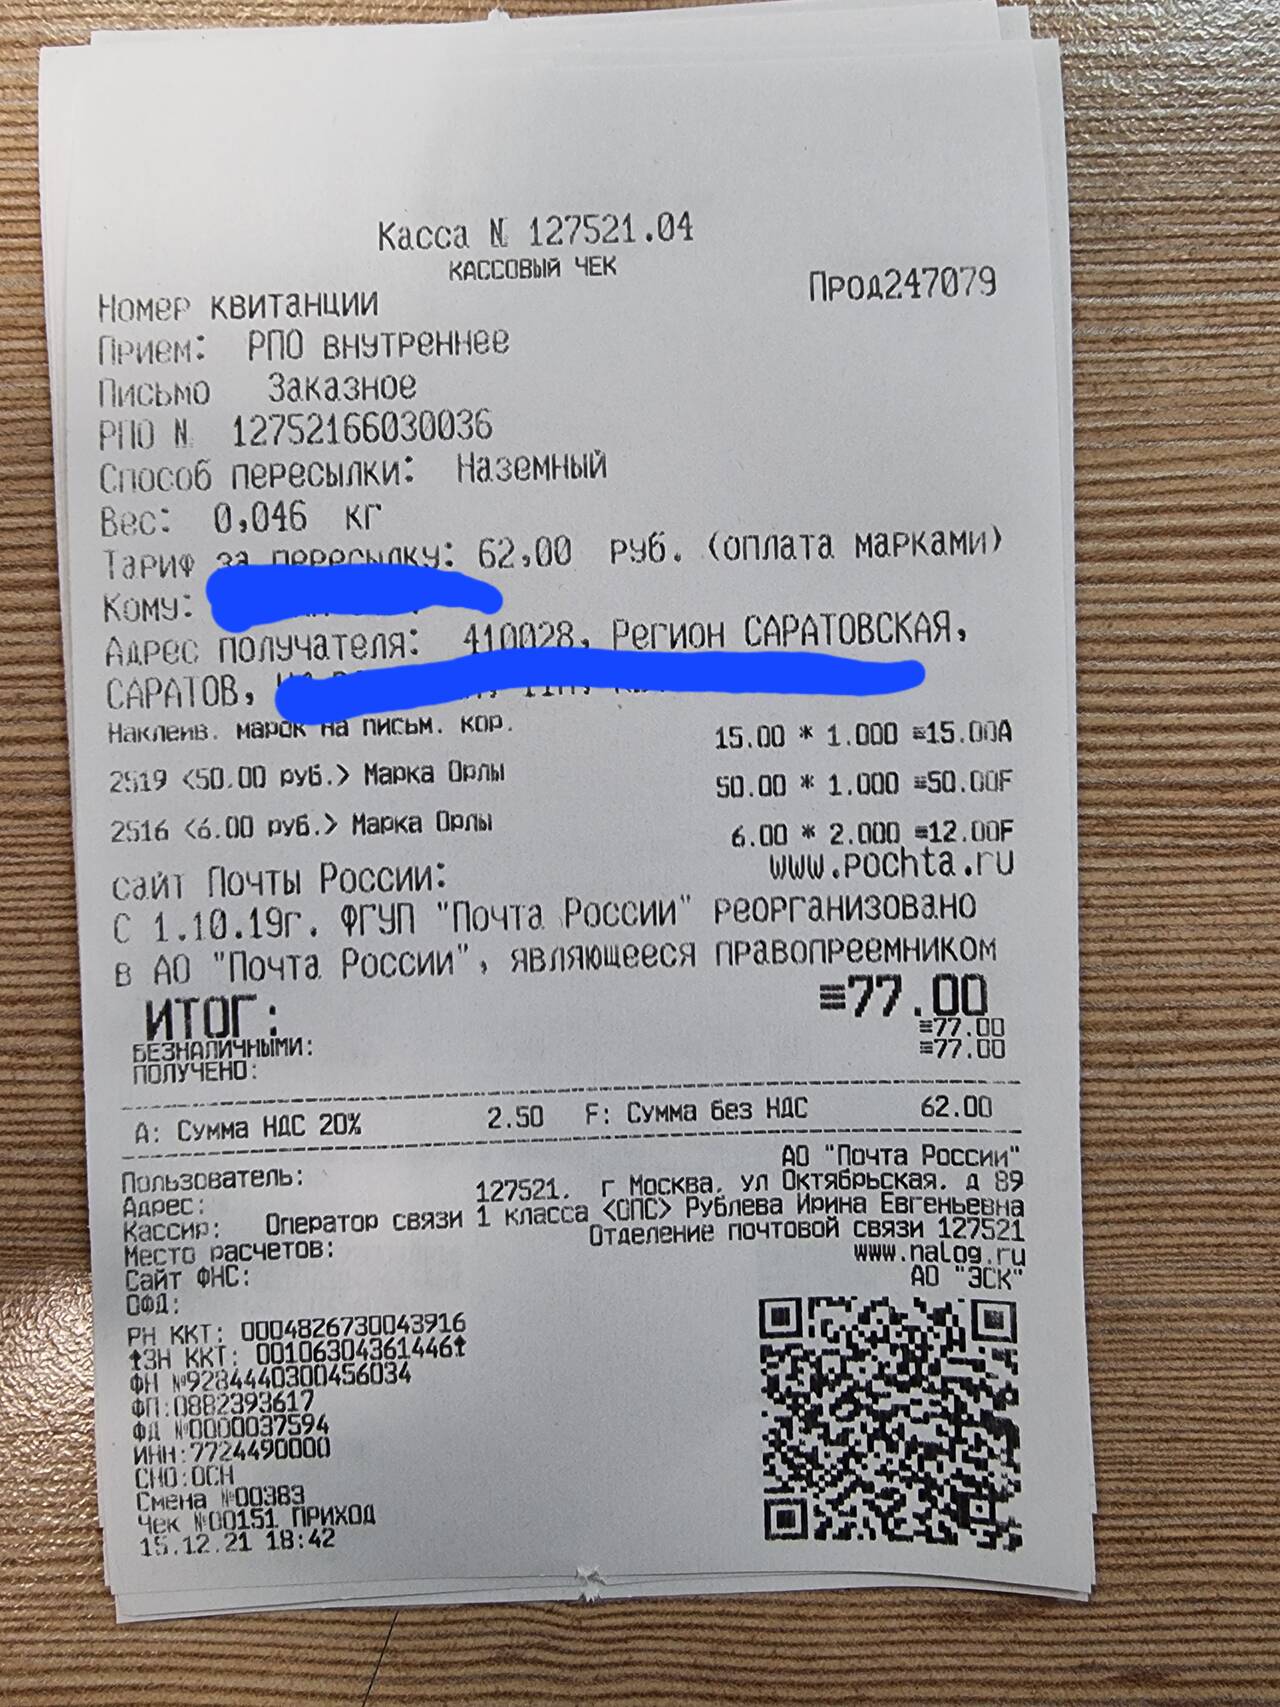 Касса N 127521.04
КАССОВЫЙ ЧЕК
Номер квитанции Прод247079
Прием: РПО внутреннее
Письмо Заказное
РПО N 12752166030036
Способ пересылки: Наземный
Вес: 0,046 кг
Тариф за пересылку: 62,00 руб. (оплата марками)
Кому:
Адрес получателя: 410028, Регион САРАТОВСКАЯ,
САРАТОВ,
Наклеив. марок на письм. кор. 15.00 * 1.000 ≡15.00А
2519 <50.00 руб.> Марка Орлы 50.00 * 1.000 ≡50.00F
2516 <6.00 руб.> Марка Орлы 6.00 * 2.000 ≡12.00F
сайт Почты России: www.pochta.ru
С 1.10.19г. ФГУП "Почта России" реорганизовано
в АО "Почта России", являющееся правопреемником
ИТОГ: ≡77.00
БЕЗНАЛИЧНЫМИ: ≡77.00
ПОЛУЧЕНО: ≡77.00
А: Сумма НДС 20% 2.50 F: Сумма без НДС 62.00
Пользователь: АО "Почта России"
Адрес: 127521, г Москва, ул Октябрьская, д 89
Кассир: Оператор связи 1 класса <ОПС> Рублева Ирина Евгеньевна
Место расчетов: Отделение почтовой связи 127521
Сайт ФНС: www.nalog.ru
ОФД: АО "ЭСК"
РН ККТ: 0004826730043916
ЗН ККТ: 00106304361446
ФН №9284440300456034
ФП:0882393617
ФД №0000037594
ИНН:7724490000
СНО:ОСН
Смена №00383
Чек №00151 ПРИХОД
15.12.21 18:42